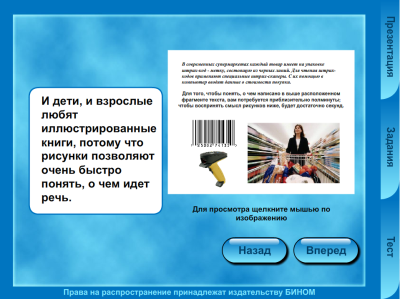 И дети, и взрослые
любят
иллюстрированные
книги, потому что
рисунки позволяют
очень быстро
понять, о чем идет
речь.
В современных супермаркетах каждый товар имеет на упаковке
штрих-код - метку, состоящую из черных линий. Для чтения штрих-
кодов применяют специальные штрих-сканеры. С их помощью в
компьютер вводят данные о стоимости покупки.
Для того, чтобы понять, о чем написано в выше расположенном
фрагменте текста, вам потребуется приблизительно полминуты;
чтобы воспринять смысл рисунков ниже, будет достаточно секунд.
Для просмотра щелкните мышью по
изображению
Назад
Вперед
Презентация
Задания
Тест
Права на распространение принадлежат издательству БИНОМ